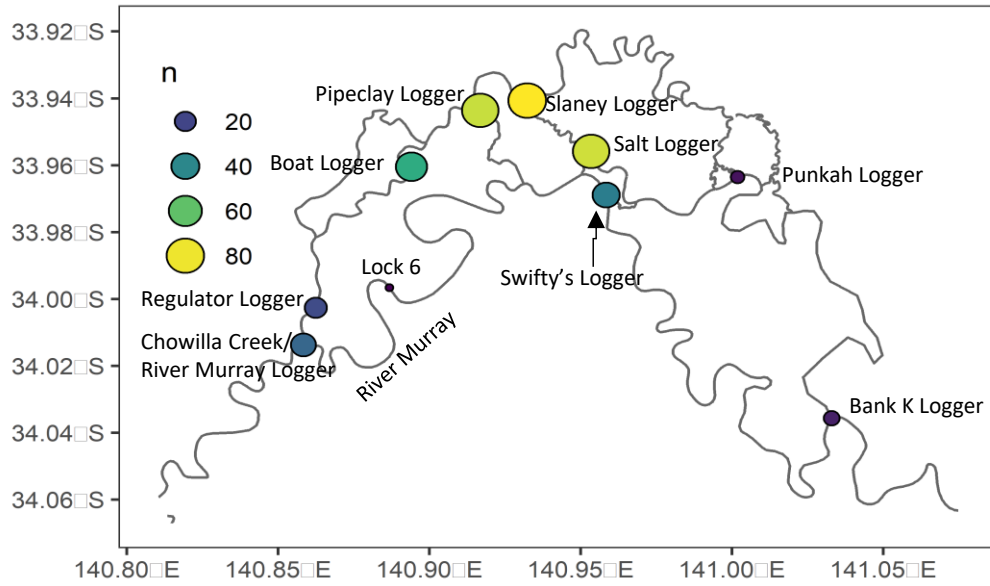 33.92□S
33.94□S
33.96□S
33.98□S
34.00□S
34.02□S
34.04□S
34.06□S
n
20
40
60
80
Pipeclay Logger
Slaney Logger
Boat Logger
Salt Logger
Punkah Logger
Swifty's Logger
Lock 6
Regulator Logger
Chowilla Creek/
River Murray Logger
River Murray
Bank K Logger
140.80□E
140.85□E
140.90□E
140.95□E
141.00□E
141.05□E